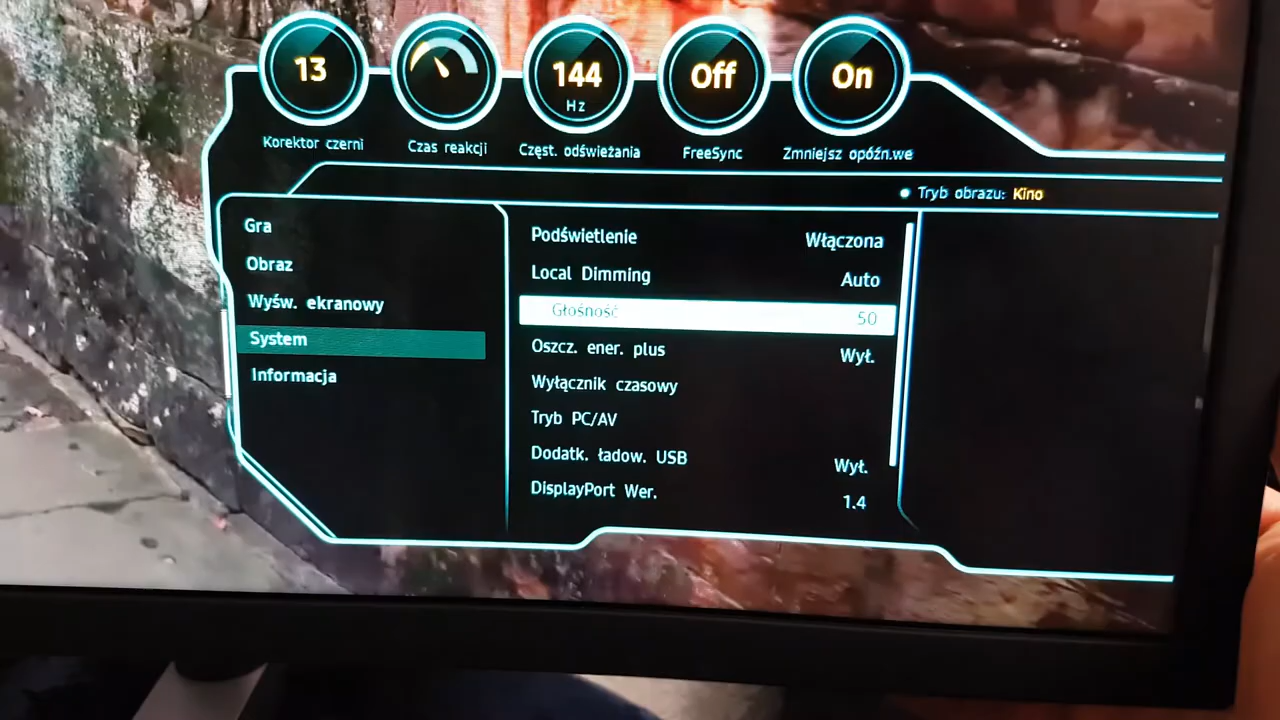 13
144
Hz
Off
On
Korektor czerni
Czas reakcji
Częst. odświeżania
FreeSync
Zmniejsz opóźn.we
Tryb obrazu: Kino
Gra
Obraz
Wyśw. ekranowy
System
Informacja
Podświetlenie Włączona
Local Dimming Auto
Głośność 50
Oszcz. ener. plus Wył.
Wyłącznik czasowy
Tryb PC/AV
Dodatk. ładow. USB Wył.
DisplayPort Wer. 1.4